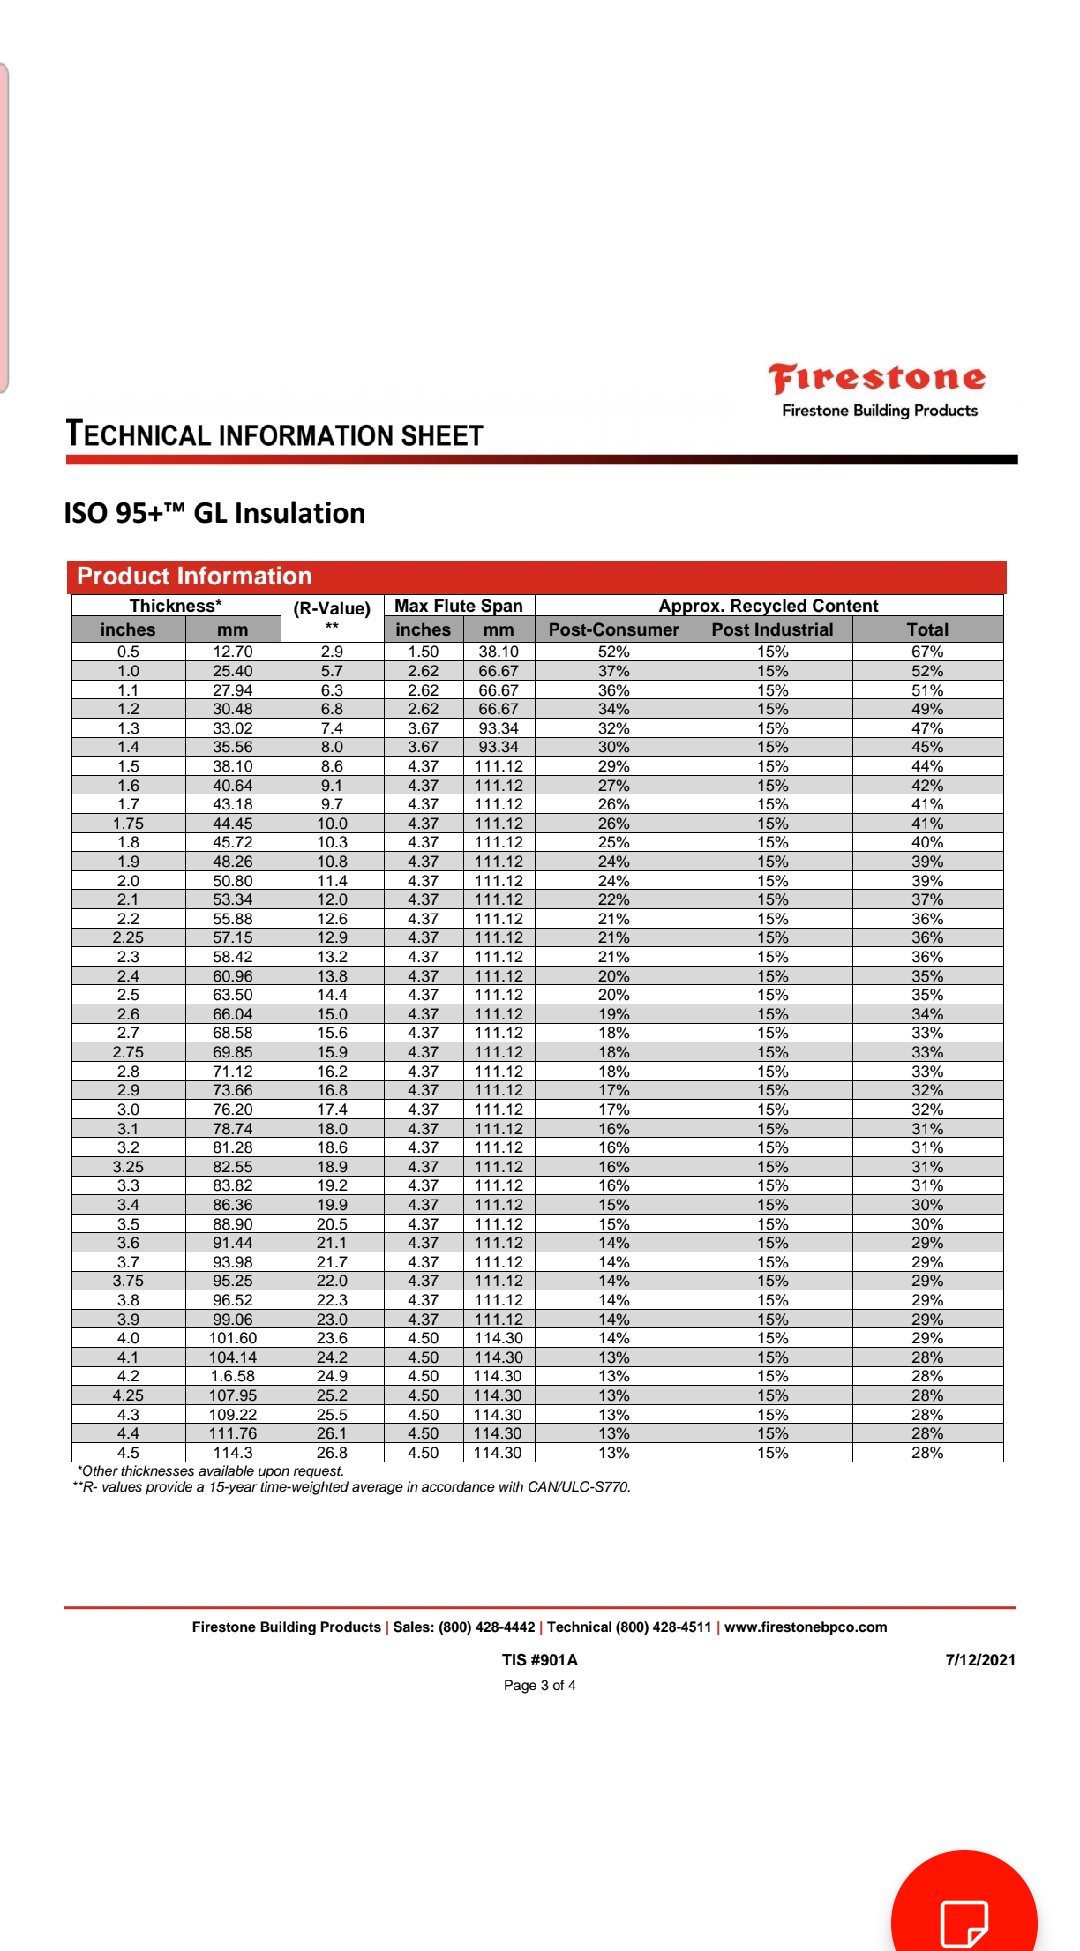 Firestone
Firestone Building Products
TECHNICAL INFORMATION SHEET
ISO 95+™ GL Insulation
Product Information
Thickness* (R-Value) ** Max Flute Span Approx. Recycled Content
inches mm inches mm Post-Consumer Post Industrial Total
0.5 12.70 2.9 1.50 38.10 52% 15% 67%
1.0 25.40 5.7 2.62 66.67 37% 15% 52%
1.1 27.94 6.3 2.62 66.67 36% 15% 51%
1.2 30.48 6.8 2.62 66.67 34% 15% 49%
1.3 33.02 7.4 3.67 93.34 32% 15% 47%
1.4 35.56 8.0 3.67 93.34 30% 15% 45%
1.5 38.10 8.6 4.37 111.12 29% 15% 44%
1.6 40.64 9.1 4.37 111.12 27% 15% 42%
1.7 43.18 9.7 4.37 111.12 26% 15% 41%
1.75 44.45 10.0 4.37 111.12 26% 15% 41%
1.8 45.72 10.3 4.37 111.12 25% 15% 40%
1.9 48.26 10.8 4.37 111.12 24% 15% 39%
2.0 50.80 11.4 4.37 111.12 24% 15% 39%
2.1 53.34 12.0 4.37 111.12 22% 15% 37%
2.2 55.88 12.6 4.37 111.12 21% 15% 36%
2.25 57.15 12.9 4.37 111.12 21% 15% 36%
2.3 58.42 13.2 4.37 111.12 21% 15% 36%
2.4 60.96 13.8 4.37 111.12 20% 15% 35%
2.5 63.50 14.4 4.37 111.12 20% 15% 35%
2.6 66.04 15.0 4.37 111.12 19% 15% 34%
2.7 68.58 15.6 4.37 111.12 18% 15% 33%
2.75 69.85 15.9 4.37 111.12 18% 15% 33%
2.8 71.12 16.2 4.37 111.12 18% 15% 33%
2.9 73.66 16.8 4.37 111.12 17% 15% 32%
3.0 76.20 17.4 4.37 111.12 17% 15% 32%
3.1 78.74 18.0 4.37 111.12 16% 15% 31%
3.2 81.28 18.6 4.37 111.12 16% 15% 31%
3.25 82.55 18.9 4.37 111.12 16% 15% 31%
3.3 83.82 19.2 4.37 111.12 16% 15% 31%
3.4 86.36 19.9 4.37 111.12 15% 15% 30%
3.5 88.90 20.5 4.37 111.12 15% 15% 30%
3.6 91.44 21.1 4.37 111.12 14% 15% 29%
3.7 93.98 21.7 4.37 111.12 14% 15% 29%
3.75 95.25 22.0 4.37 111.12 14% 15% 29%
3.8 96.52 22.3 4.37 111.12 14% 15% 29%
3.9 99.06 23.0 4.37 111.12 14% 15% 29%
4.0 101.60 23.6 4.50 114.30 14% 15% 29%
4.1 104.14 24.2 4.50 114.30 13% 15% 28%
4.2 1.6.58 24.9 4.50 114.30 13% 15% 28%
4.25 107.95 25.2 4.50 114.30 13% 15% 28%
4.3 109.22 25.5 4.50 114.30 13% 15% 28%
4.4 111.76 26.1 4.50 114.30 13% 15% 28%
4.5 114.3 26.8 4.50 114.30 13% 15% 28%
*Other thicknesses available upon request.
**R- values provide a 15-year time-weighted average in accordance with CAN/ULC-S770.
Firestone Building Products | Sales: (800) 428-4442 | Technical (800) 428-4511 | www.firestonebpco.com
TIS #901A 7/12/2021
Page 3 of 4